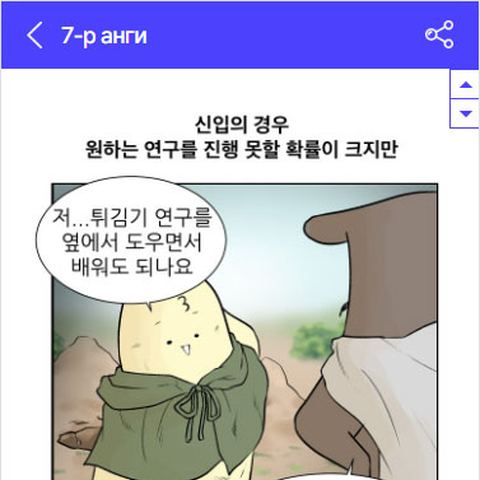 7-р анги
신입의 경우
원하는 연구를 진행 못할 확률이 크지만
저...튀김기 연구를
옆에서 도우면서
배워도 되나요